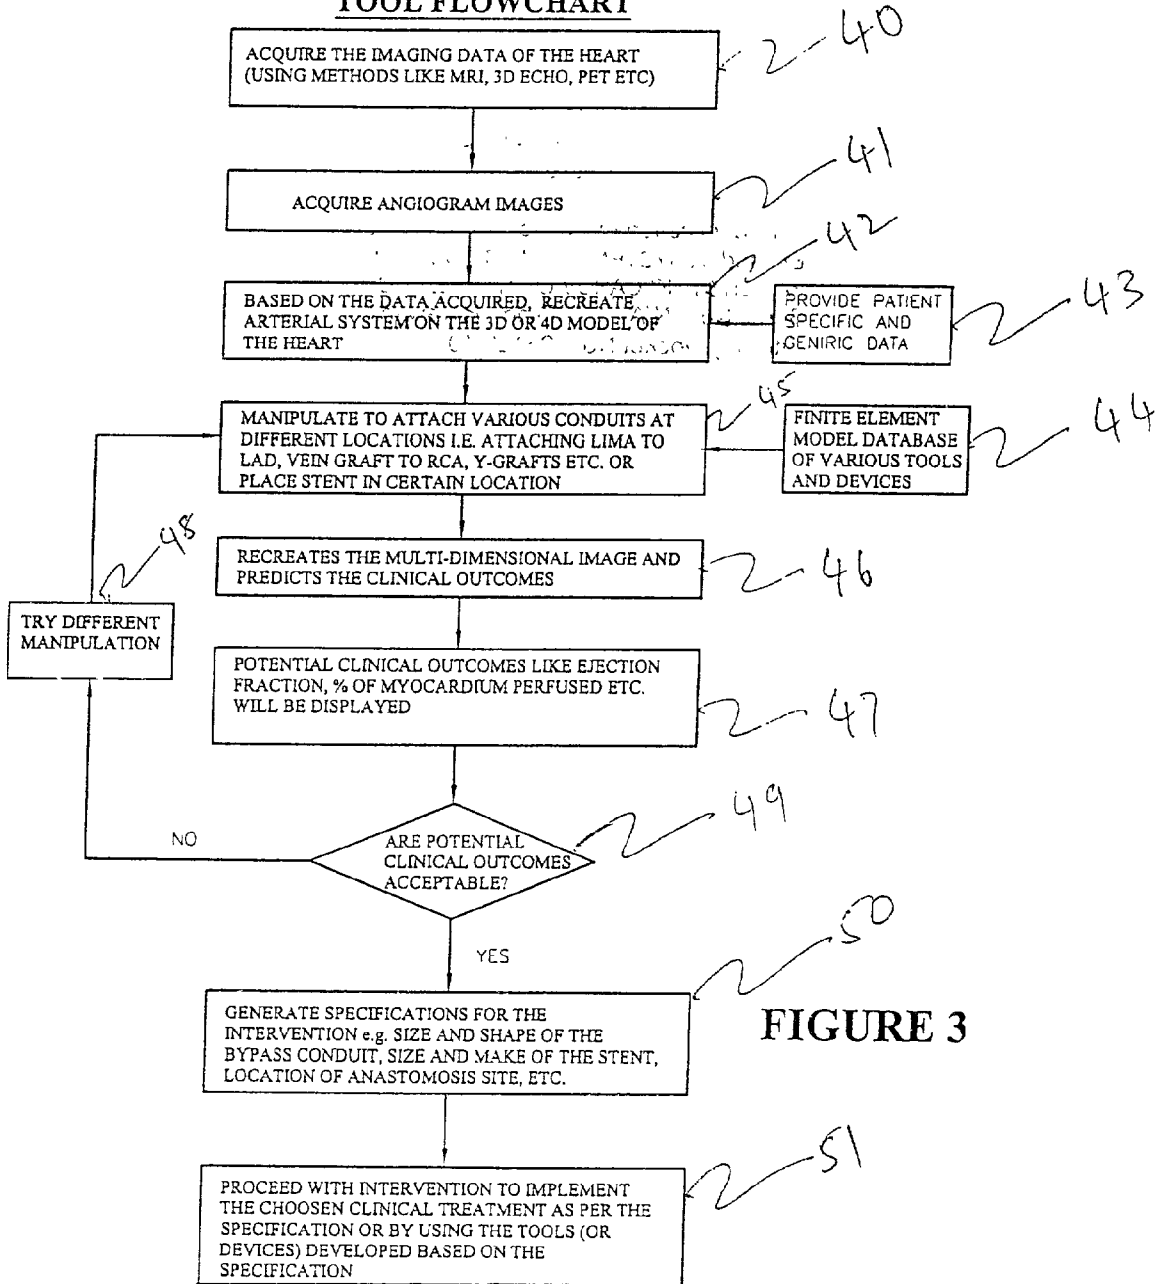 TOOL FLOWCHART
ACQUIRE THE IMAGING DATA OF THE HEART
(USING METHODS LIKE MRI, 3D ECHO, PET ETC)
40
ACQUIRE ANGIOGRAM IMAGES
41
BASED ON THE DATA ACQUIRED, RECREATE
ARTERIAL SYSTEM ON THE 3D OR 4D MODEL OF
THE HEART
42
PROVIDE PATIENT
SPECIFIC AND
GENIRIC DATA
43
MANIPULATE TO ATTACH VARIOUS CONDUITS AT
DIFFERENT LOCATIONS I.E. ATTACHING LIMA TO
LAD, VEIN GRAFT TO RCA, Y-GRAFTS ETC. OR
PLACE STENT IN CERTAIN LOCATION
45
FINITE ELEMENT
MODEL DATABASE
OF VARIOUS TOOLS
AND DEVICES
44
RECREATES THE MULTI-DIMENSIONAL IMAGE AND
PREDICTS THE CLINICAL OUTCOMES
46
TRY DIFFERENT
MANIPULATION
48
POTENTIAL CLINICAL OUTCOMES LIKE EJECTION
FRACTION, % OF MYOCARDIUM PERFUSED ETC.
WILL BE DISPLAYED
47
ARE POTENTIAL
CLINICAL OUTCOMES
ACCEPTABLE?
49
NO
YES
GENERATE SPECIFICATIONS FOR THE
INTERVENTION e.g. SIZE AND SHAPE OF THE
BYPASS CONDUIT, SIZE AND MAKE OF THE STENT,
LOCATION OF ANASTOMOSIS SITE, ETC.
50
FIGURE 3
PROCEED WITH INTERVENTION TO IMPLEMENT
THE CHOOSEN CLINICAL TREATMENT AS PER THE
SPECIFICATION OR BY USING THE TOOLS (OR
DEVICES) DEVELOPED BASED ON THE
SPECIFICATION
51